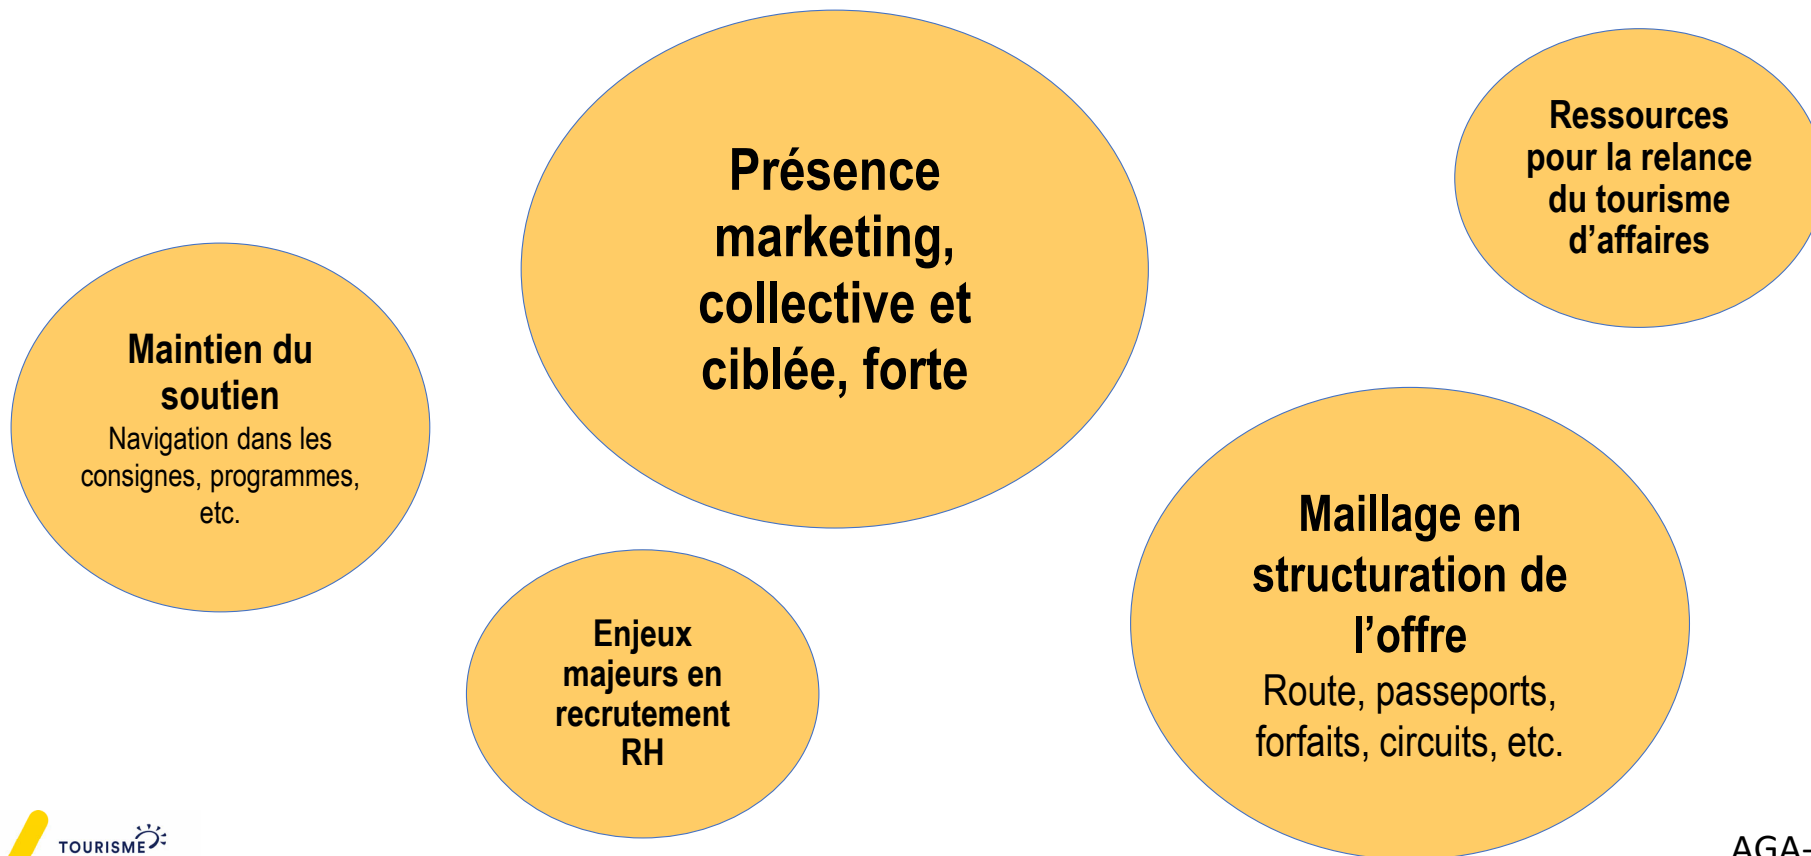 Présence
marketing,
collective et
ciblée, forte
Ressources
pour la relance
du tourisme
d’affaires
Maintien du
soutien
Navigation dans les
consignes, programmes,
etc.
Maillage en
structuration de
l’offre
Route, passeports,
forfaits, circuits, etc.
Enjeux
majeurs en
recrutement
RH
TOURISME
AGA-